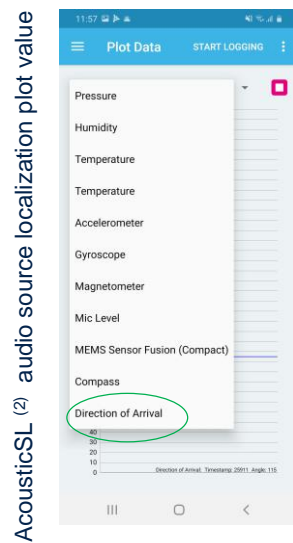 AcousticSL (2) audio source localization plot value
11:57
Plot Data START LOGGING
Pressure
Humidity
Temperature
Temperature
Accelerometer
Gyroscope
Magnetometer
Mic Level
MEMS Sensor Fusion (Compact)
Compass
Direction of Arrival
40
30
20
10
0
Direction of Arrival: Timestamp: 25911 Angle: 115